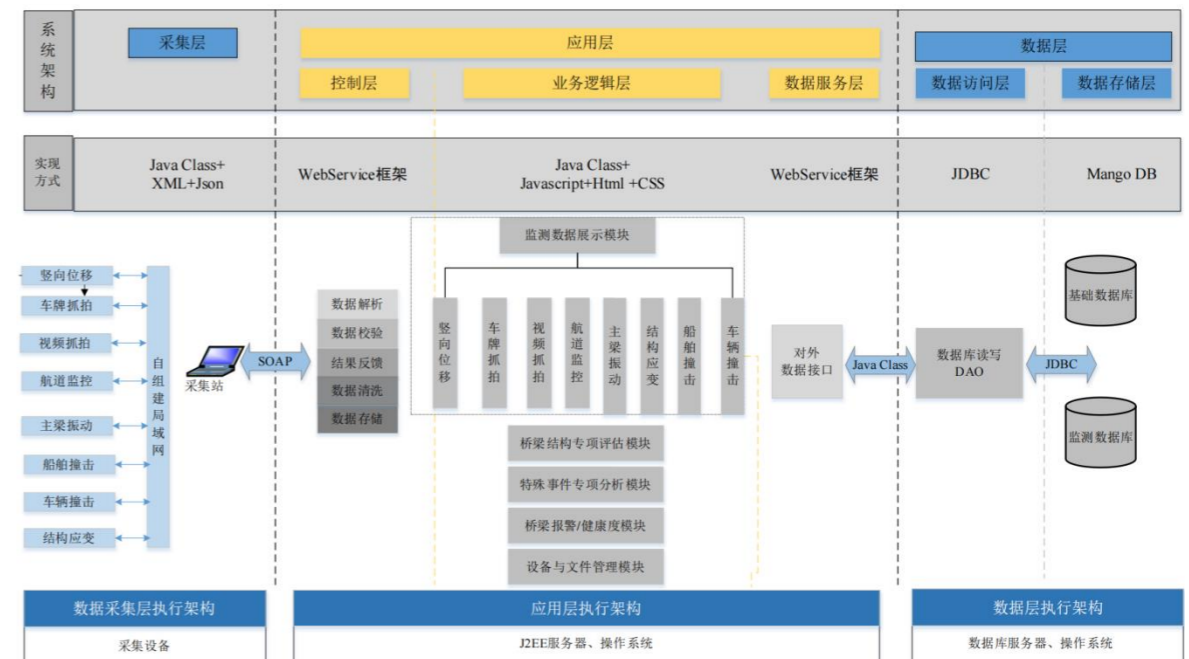 系
统
架
构
采集层
应用层
数据层
控制层
业务逻辑层
数据服务层
数据访问层
数据存储层
实现
方式
Java Class+
XML+Json
WebService框架
Java Class+
Javascript+Html +CSS
WebService框架
JDBC
Mango DB
竖向位移
车牌抓拍
视频抓拍
航道监控
主梁振动
船舶撞击
车辆撞击
结构应变
自组建局域网
采集站
SOAP
数据解析
数据校验
结果反馈
数据清洗
数据存储
监测数据展示模块
竖向位移
车牌抓拍
视频抓拍
航道监控
主梁振动
结构应变
船舶撞击
车辆撞击
桥梁结构专项评估模块
特殊事件专项分析模块
桥梁报警/健康度模块
设备与文件管理模块
对外
数据接口
Java Class
数据库读写
DAO
JDBC
基础数据库
监测数据库
数据采集层执行架构
采集设备
应用层执行架构
J2EE服务器、操作系统
数据层执行架构
数据库服务器、操作系统